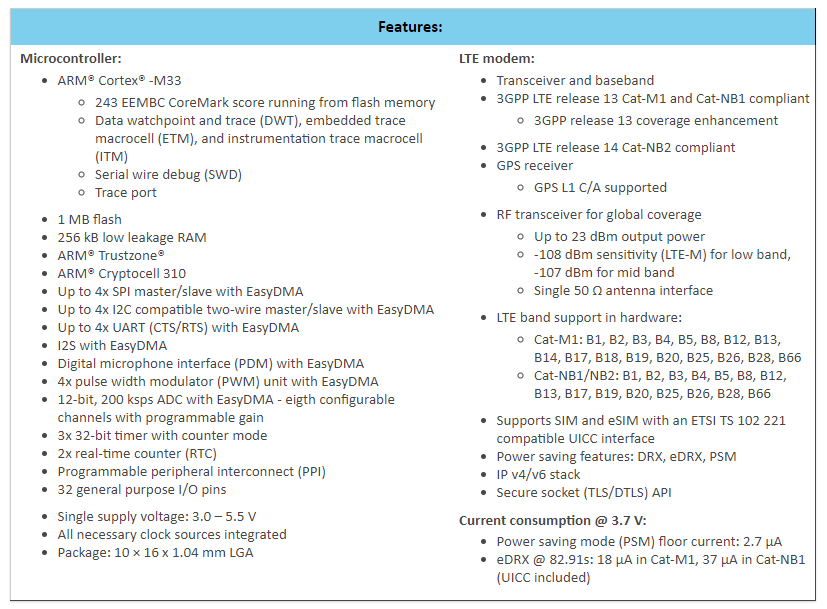 Features:
Microcontroller:
• ARM® Cortex® -M33
○ 243 EEMBC CoreMark score running from flash memory
○ Data watchpoint and trace (DWT), embedded trace
macrocell (ETM), and instrumentation trace macrocell
(ITM)
○ Serial wire debug (SWD)
○ Trace port
• 1 MB flash
• 256 kB low leakage RAM
• ARM® Trustzone®
• ARM® Cryptocell 310
• Up to 4x SPI master/slave with EasyDMA
• Up to 4x I2C compatible two-wire master/slave with EasyDMA
• Up to 4x UART (CTS/RTS) with EasyDMA
• I2S with EasyDMA
• Digital microphone interface (PDM) with EasyDMA
• 4x pulse width modulator (PWM) unit with EasyDMA
• 12-bit, 200 ksps ADC with EasyDMA - eigth configurable
channels with programmable gain
• 3x 32-bit timer with counter mode
• 2x real-time counter (RTC)
• Programmable peripheral interconnect (PPI)
• 32 general purpose I/O pins
• Single supply voltage: 3.0 – 5.5 V
• All necessary clock sources integrated
• Package: 10 × 16 x 1.04 mm LGA
LTE modem:
• Transceiver and baseband
• 3GPP LTE release 13 Cat-M1 and Cat-NB1 compliant
○ 3GPP release 13 coverage enhancement
• 3GPP LTE release 14 Cat-NB2 compliant
• GPS receiver
○ GPS L1 C/A supported
• RF transceiver for global coverage
○ Up to 23 dBm output power
○ -108 dBm sensitivity (LTE-M) for low band,
-107 dBm for mid band
○ Single 50 Ω antenna interface
• LTE band support in hardware:
○ Cat-M1: B1, B2, B3, B4, B5, B8, B12, B13,
B14, B17, B18, B19, B20, B25, B26, B28, B66
○ Cat-NB1/NB2: B1, B2, B3, B4, B5, B8, B12,
B13, B17, B19, B20, B25, B26, B28, B66
• Supports SIM and eSIM with an ETSI TS 102 221
compatible UICC interface
• Power saving features: DRX, eDRX, PSM
• IP v4/v6 stack
• Secure socket (TLS/DTLS) API
Current consumption @ 3.7 V:
• Power saving mode (PSM) floor current: 2.7 µA
• eDRX @ 82.91s: 18 µA in Cat-M1, 37 µA in Cat-NB1
(UICC included)